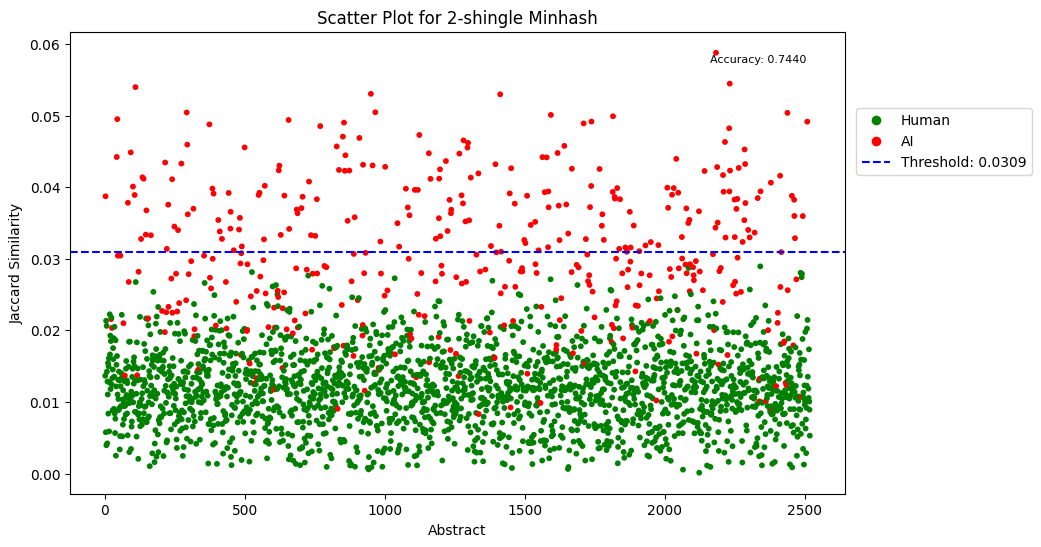 Scatter Plot for 2-shingle Minhash
Accuracy: 0.7440
Human
AI
Threshold: 0.0309
Jaccard Similarity
0.06
0.05
0.04
0.03
0.02
0.01
0.00
0
500
1000
1500
2000
2500
Abstract